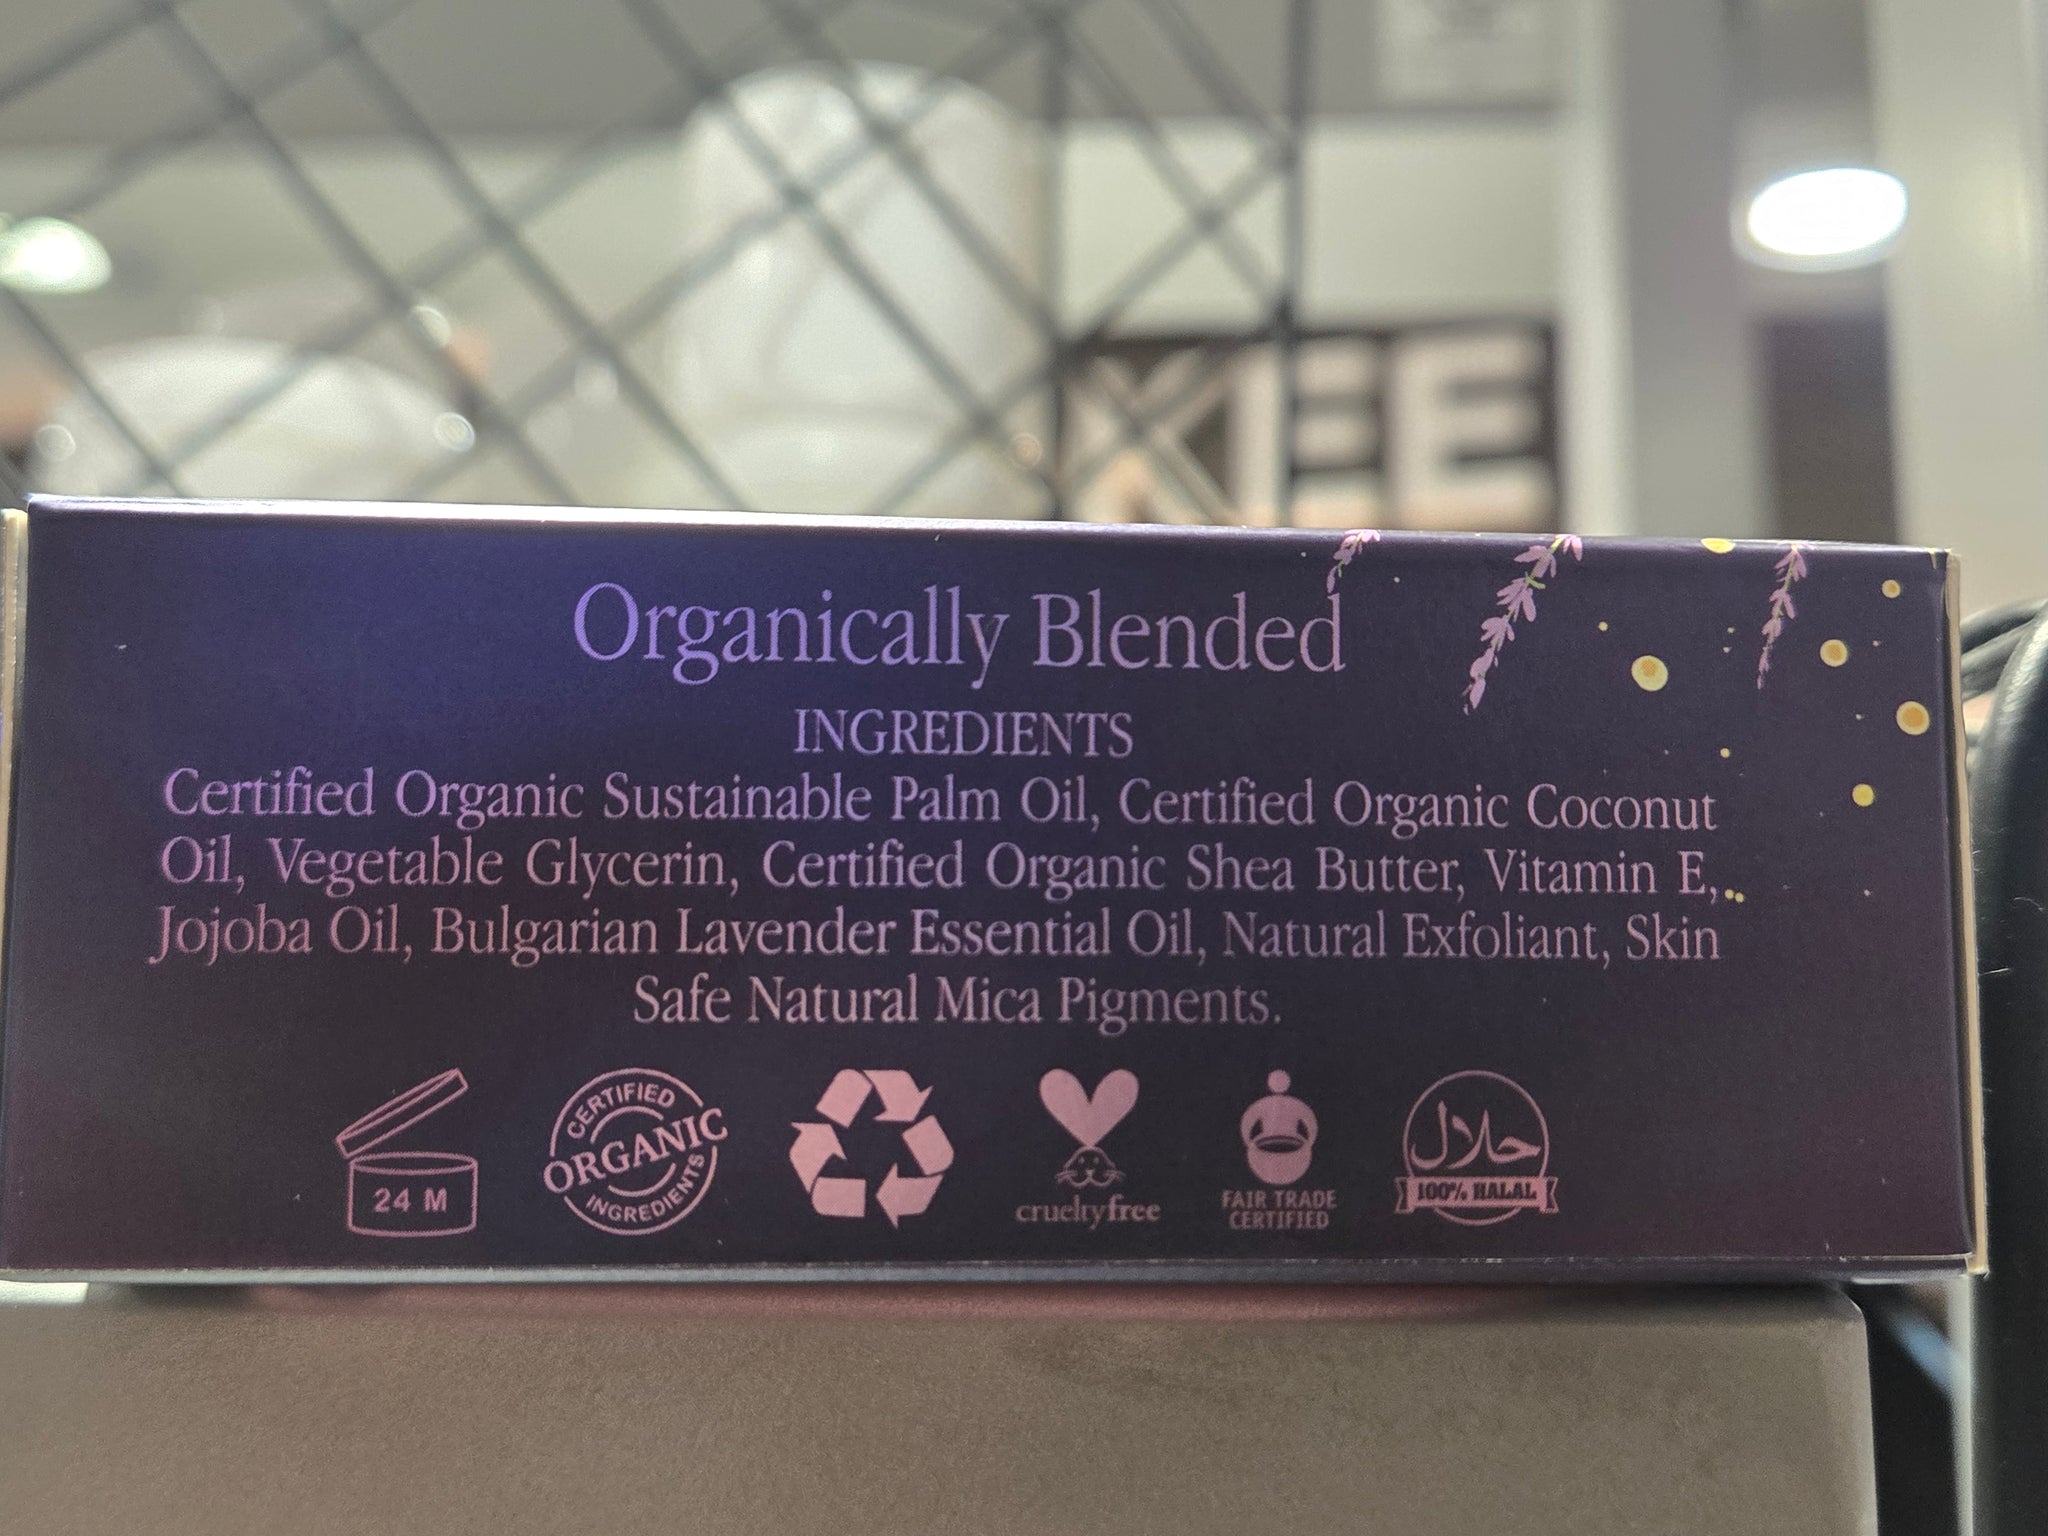 Organically Blended
INGREDIENTS
Certified Organic Sustainable Palm Oil, Certified Organic Coconut
Oil, Vegetable Glycerin, Certified Organic Shea Butter, Vitamin E,
Jojoba Oil, Bulgarian Lavender Essential Oil, Natural Exfoliant, Skin
Safe Natural Mica Pigments.
24 M
CERTIFIED
ORGANIC
INGREDIENTS
crueltyfree
FAIR TRADE
CERTIFIED
حلال
100% HALAL